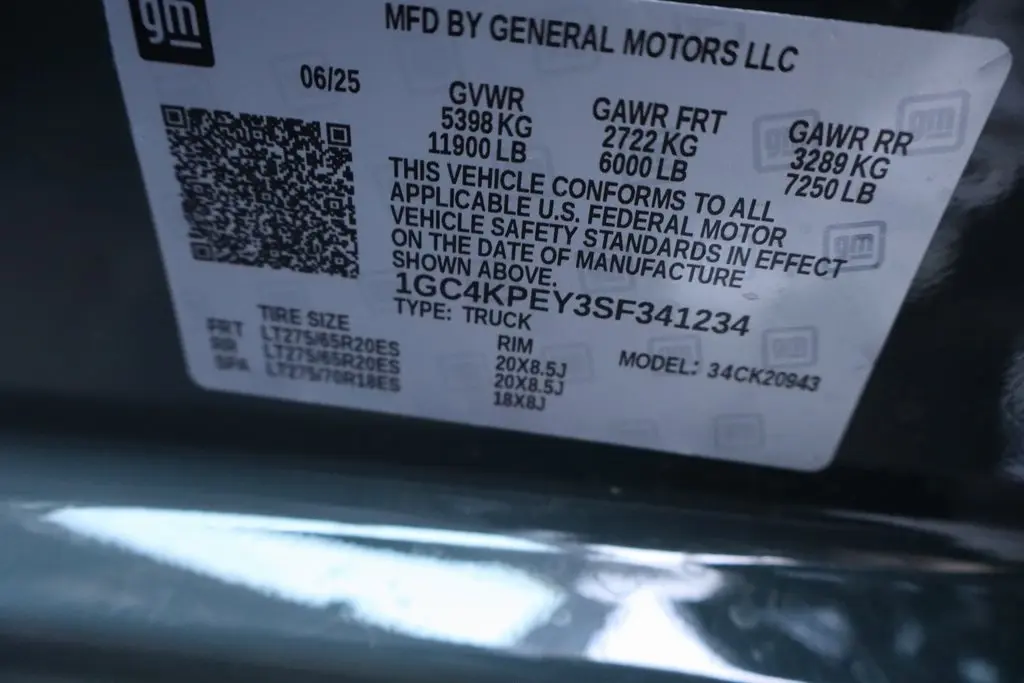 gm
MFD BY GENERAL MOTORS LLC
06/25
GVWR
5398 KG
11900 LB
GAWR FRT
2722 KG
6000 LB
GAWR RR
3289 KG
7250 LB
THIS VEHICLE CONFORMS TO ALL
APPLICABLE U.S. FEDERAL MOTOR
VEHICLE SAFETY STANDARDS IN EFFECT
ON THE DATE OF MANUFACTURE
SHOWN ABOVE.
1GC4KPEY3SF341234
TYPE: TRUCK
TIRE SIZE
RIM
FRT LT275/65R20ES 20X8.5J
RR LT275/65R20ES 20X8.5J
SPA LT275/70R18ES 18X8J
MODEL: 34CK20943